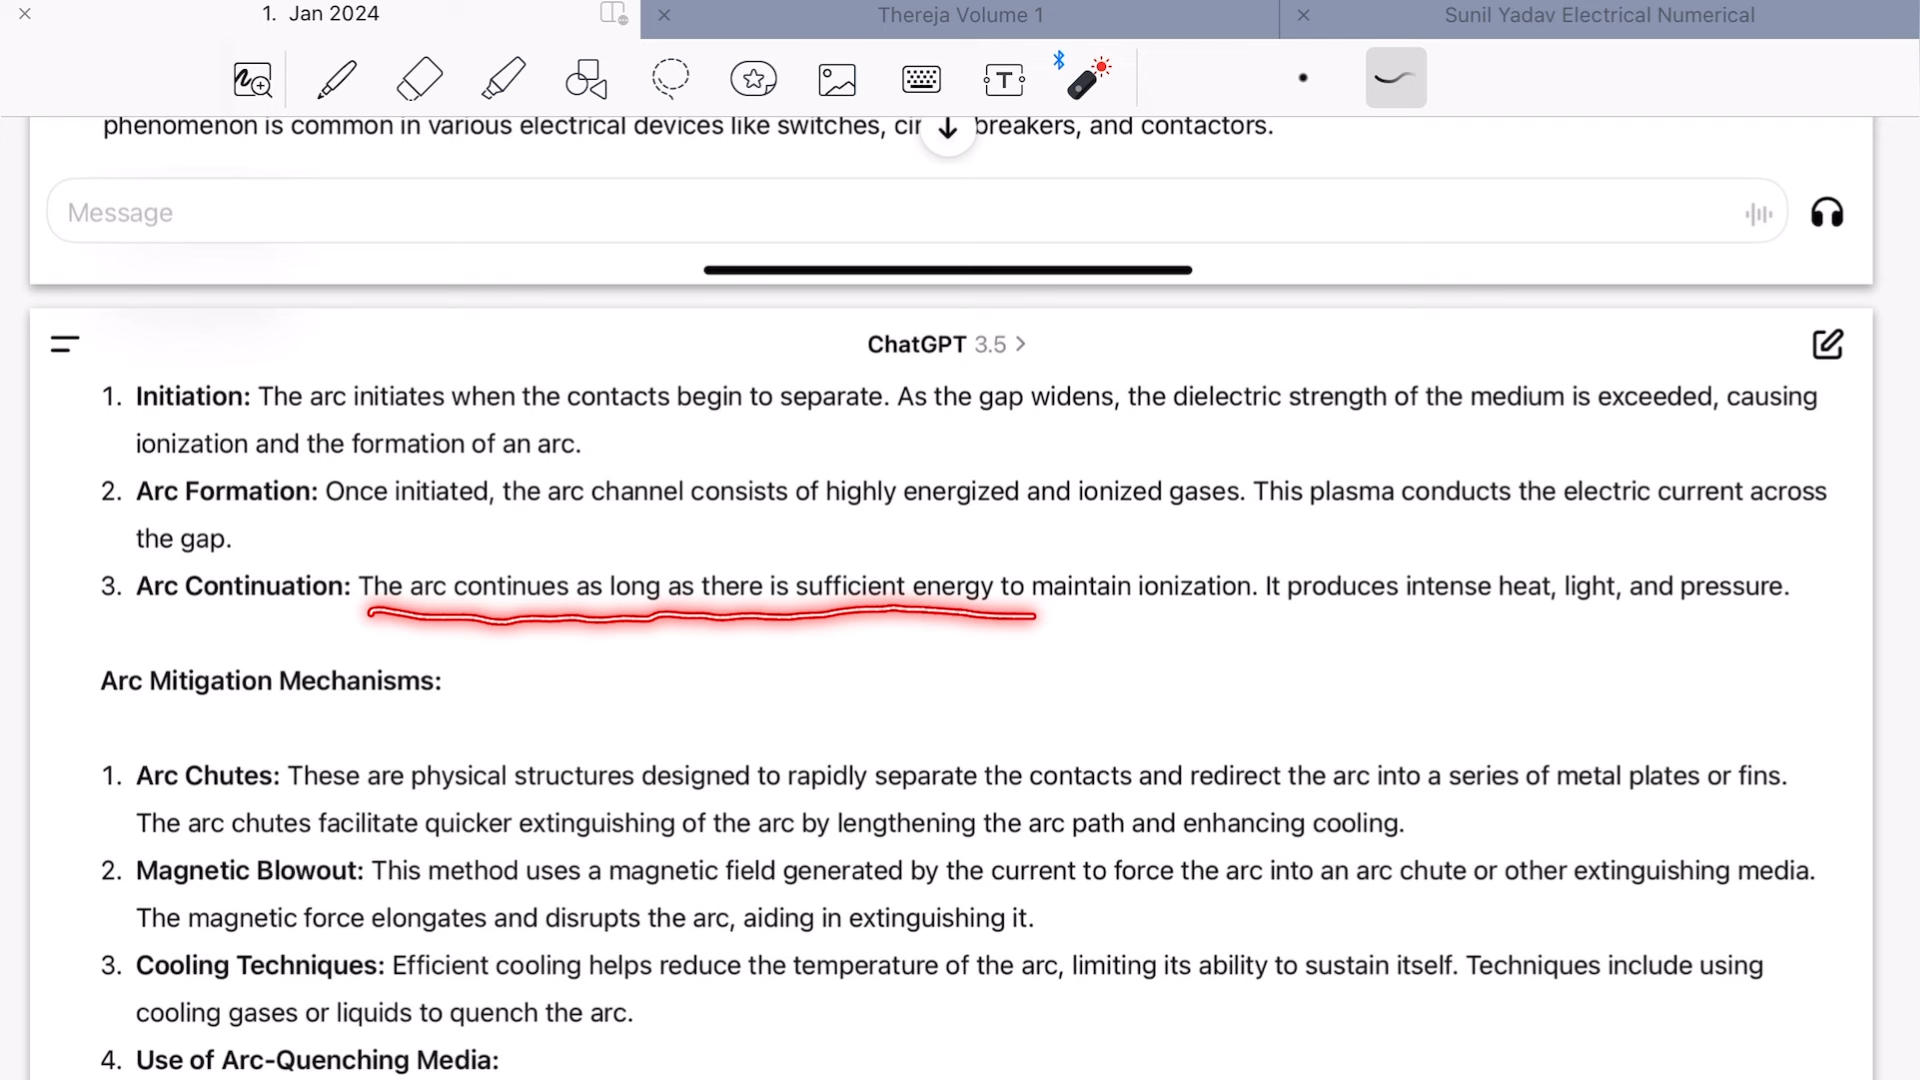 1. Jan 2024
Thereja Volume 1
Sunil Yadav Electrical Numerical
phenomenon is common in various electrical devices like switches, cir breakers, and contactors.
Message
ChatGPT 3.5
1. Initiation: The arc initiates when the contacts begin to separate. As the gap widens, the dielectric strength of the medium is exceeded, causing
ionization and the formation of an arc.
2. Arc Formation: Once initiated, the arc channel consists of highly energized and ionized gases. This plasma conducts the electric current across
the gap.
3. Arc Continuation: The arc continues as long as there is sufficient energy to maintain ionization. It produces intense heat, light, and pressure.
Arc Mitigation Mechanisms:
1. Arc Chutes: These are physical structures designed to rapidly separate the contacts and redirect the arc into a series of metal plates or fins.
The arc chutes facilitate quicker extinguishing of the arc by lengthening the arc path and enhancing cooling.
2. Magnetic Blowout: This method uses a magnetic field generated by the current to force the arc into an arc chute or other extinguishing media.
The magnetic force elongates and disrupts the arc, aiding in extinguishing it.
3. Cooling Techniques: Efficient cooling helps reduce the temperature of the arc, limiting its ability to sustain itself. Techniques include using
cooling gases or liquids to quench the arc.
4. Use of Arc-Quenching Media: